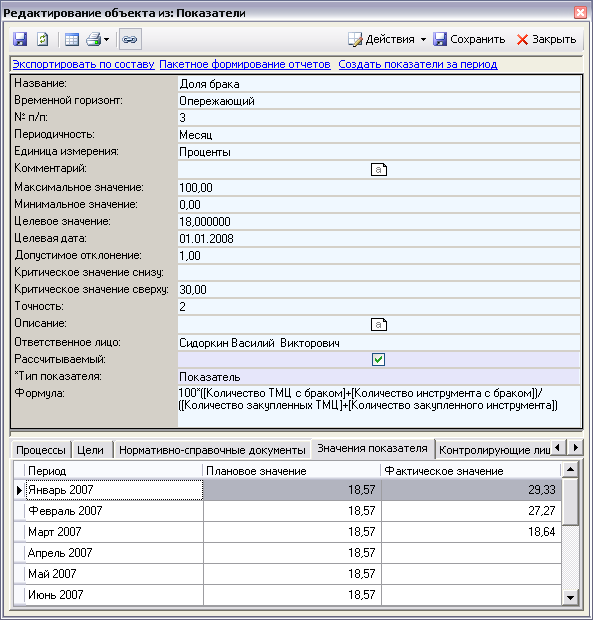 Редактирование объекта из: Показатели
Действия Сохранить Закрыть
Экспортировать по составу Пакетное формирование отчетов Создать показатели за период
Название: Доля брака
Временной горизонт: Опережающий
№ п/п: 3
Периодичность: Месяц
Единица измерения: Проценты
Комментарий: a
Максимальное значение: 100,00
Минимальное значение: 0,00
Целевое значение: 18,000000
Целевая дата: 01.01.2008
Допустимое отклонение: 1,00
Критическое значение снизу:
Критическое значение сверху: 30,00
Точность: 2
Описание: a
Ответственное лицо: Сидоркин Василий Викторович
Рассчитываемый:
*Тип показателя: Показатель
Формула: 100*([Количество ТМЦ с браком]+[Количество инструмента с браком])/
([Количество закупленных ТМЦ]+[Количество закупленного инструмента])
Процессы Цели Нормативно-справочные документы Значения показателя Контролирующие лиц
Период Плановое значение Фактическое значение
Январь 2007 18,57 29,33
Февраль 2007 18,57 27,27
Март 2007 18,57 18,64
Апрель 2007 18,57
Май 2007 18,57
Июнь 2007 18,57